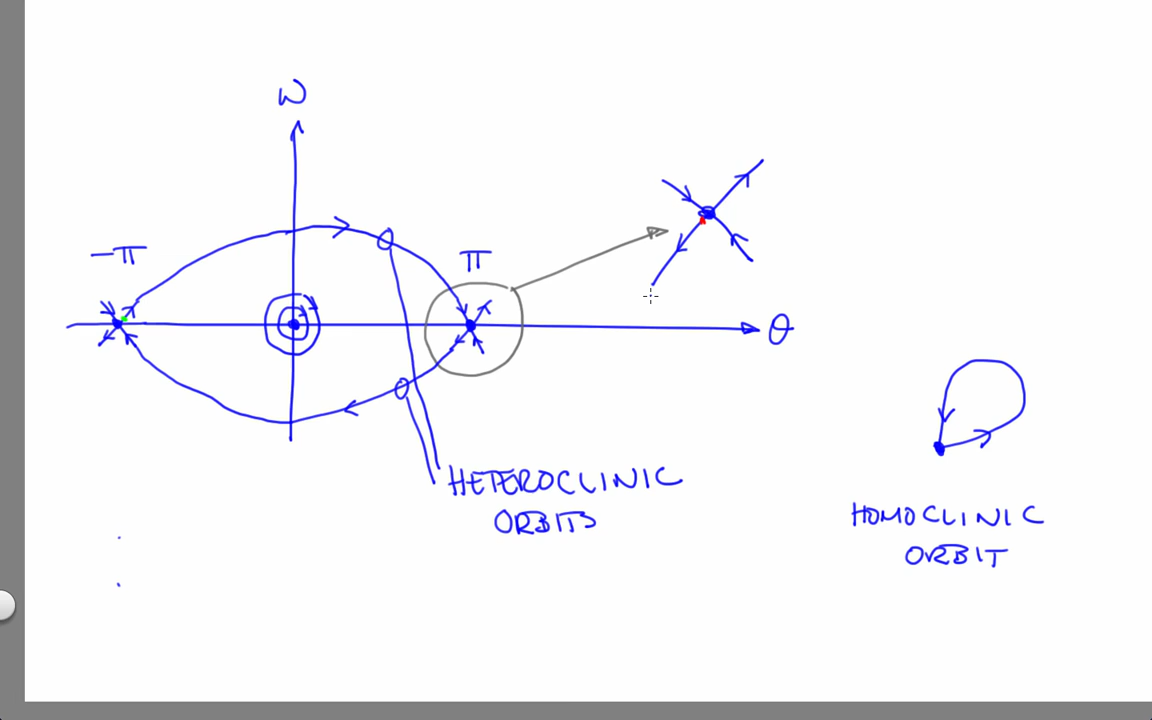 ω
-π
π
θ
HETEROCLINIC
ORBITS
HOMOCLINIC
ORBIT